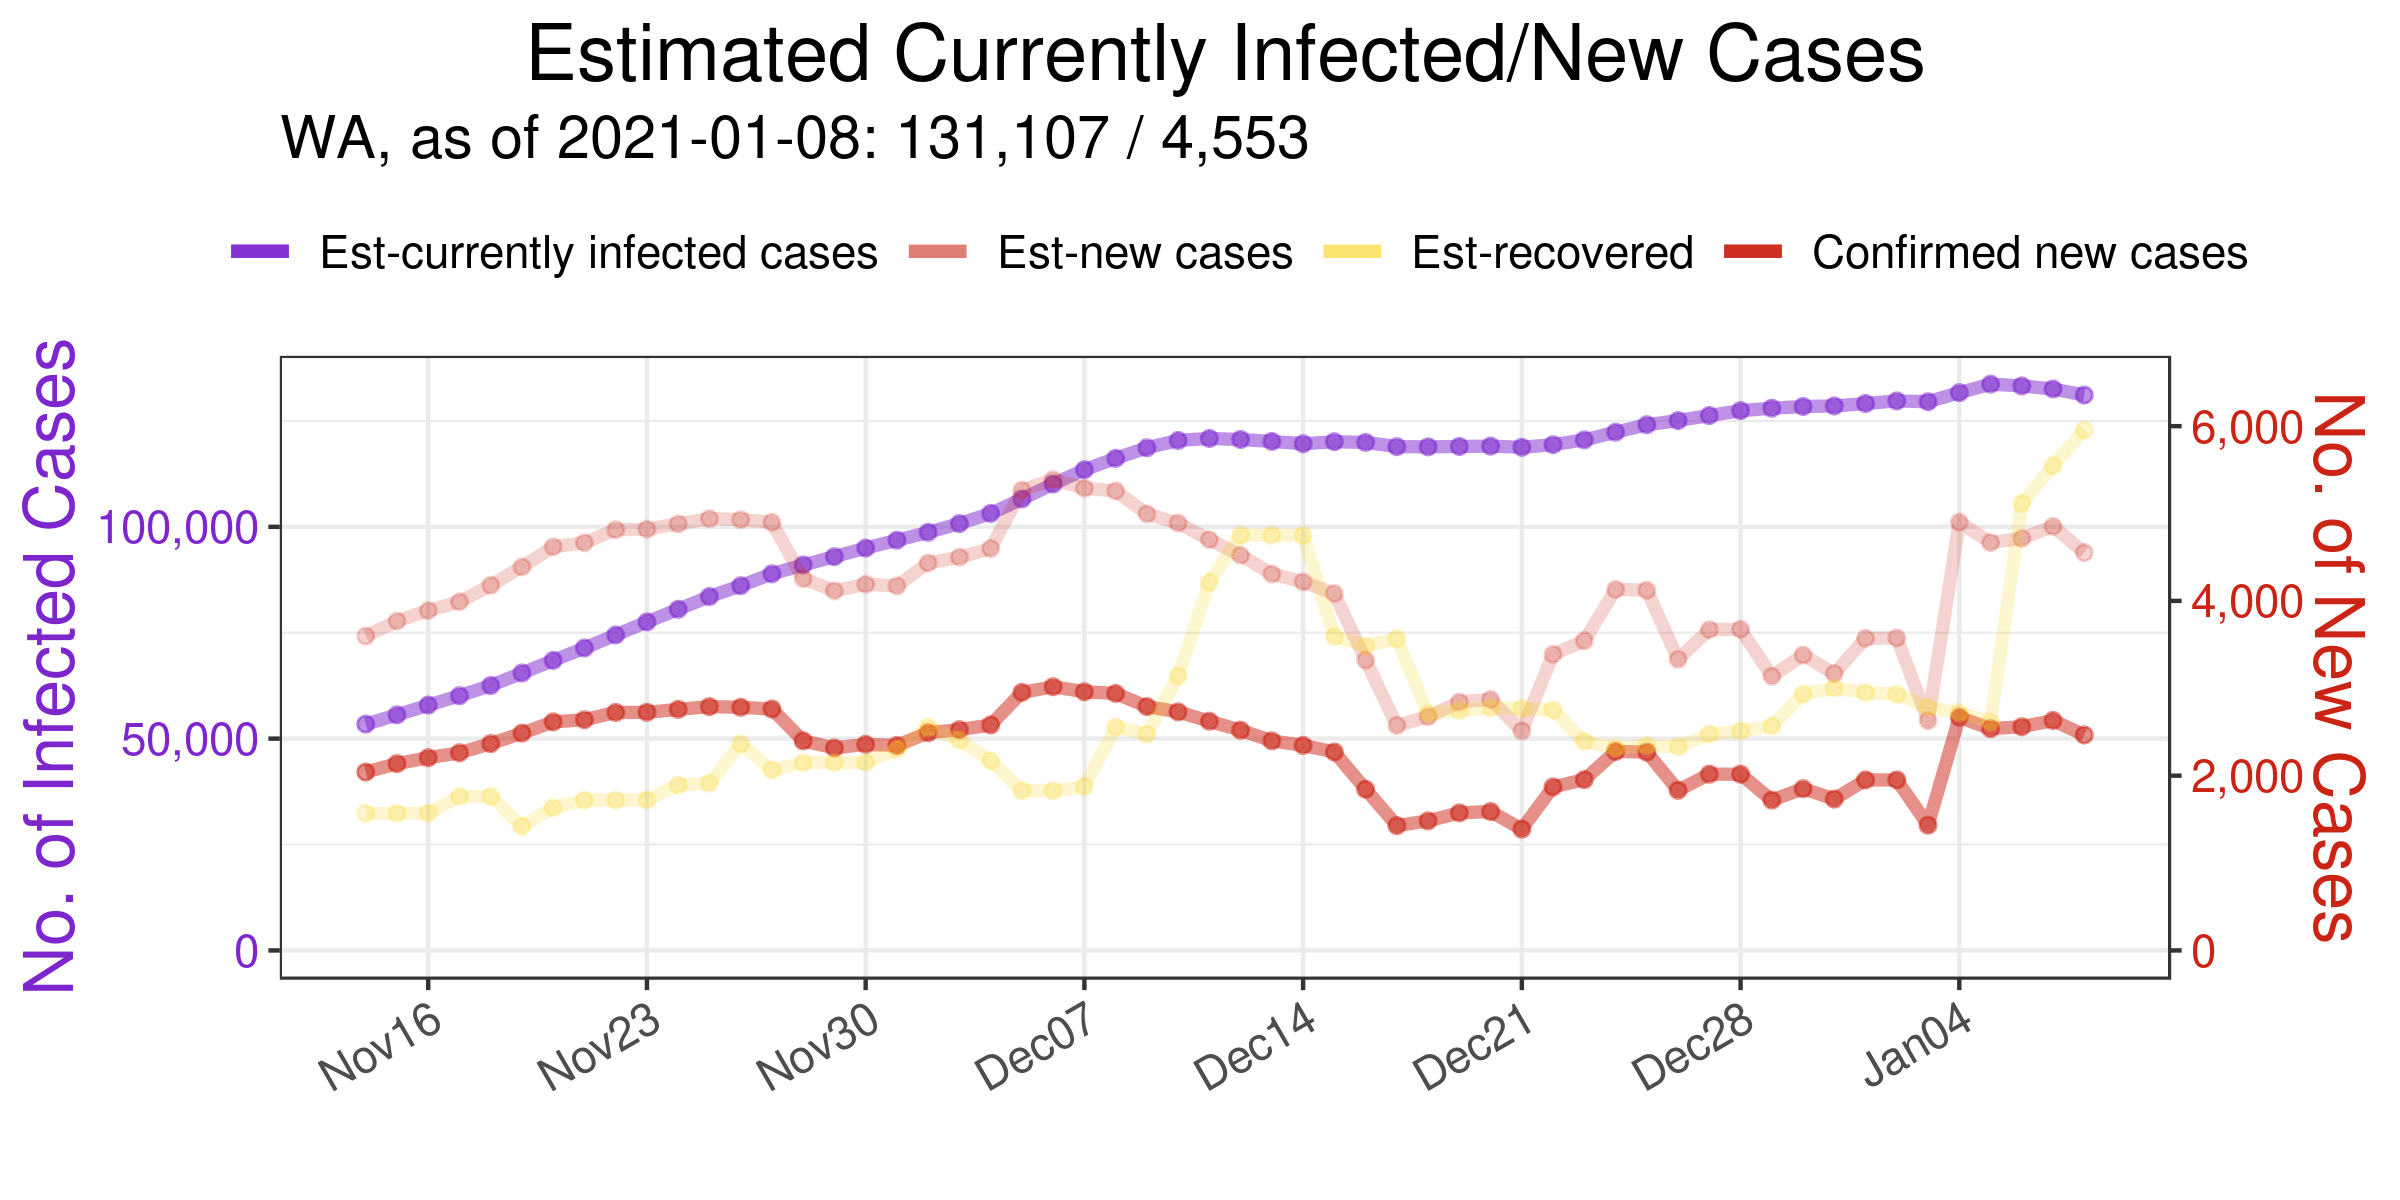 Estimated Currently Infected/New Cases
WA, as of 2021-01-08: 131,107 / 4,553
Est-currently infected cases Est-new cases Est-recovered Confirmed new cases
No. of Infected Cases
100,000
50,000
0
6,000
4,000
2,000
0
No. of New Cases
Nov16 Nov23 Nov30 Dec07 Dec14 Dec21 Dec28 Jan04